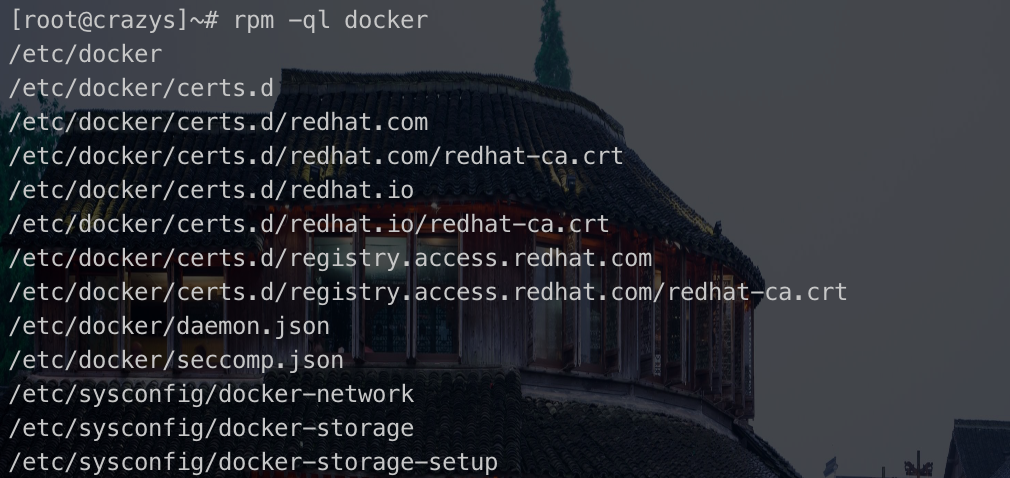 [root@crazys]~# rpm -ql docker
/etc/docker
/etc/docker/certs.d
/etc/docker/certs.d/redhat.com
/etc/docker/certs.d/redhat.com/redhat-ca.crt
/etc/docker/certs.d/redhat.io
/etc/docker/certs.d/redhat.io/redhat-ca.crt
/etc/docker/certs.d/registry.access.redhat.com
/etc/docker/certs.d/registry.access.redhat.com/redhat-ca.crt
/etc/docker/daemon.json
/etc/docker/seccomp.json
/etc/sysconfig/docker-network
/etc/sysconfig/docker-storage
/etc/sysconfig/docker-storage-setup